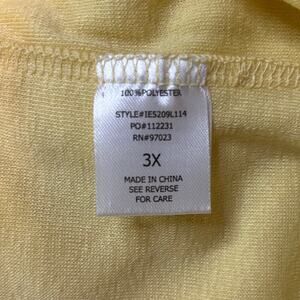 100%POLYESTER
STYLE#IES209L114
PO#112231
RN#97023
3X
MADE IN CHINA
SEE REVERSE
FOR CARE